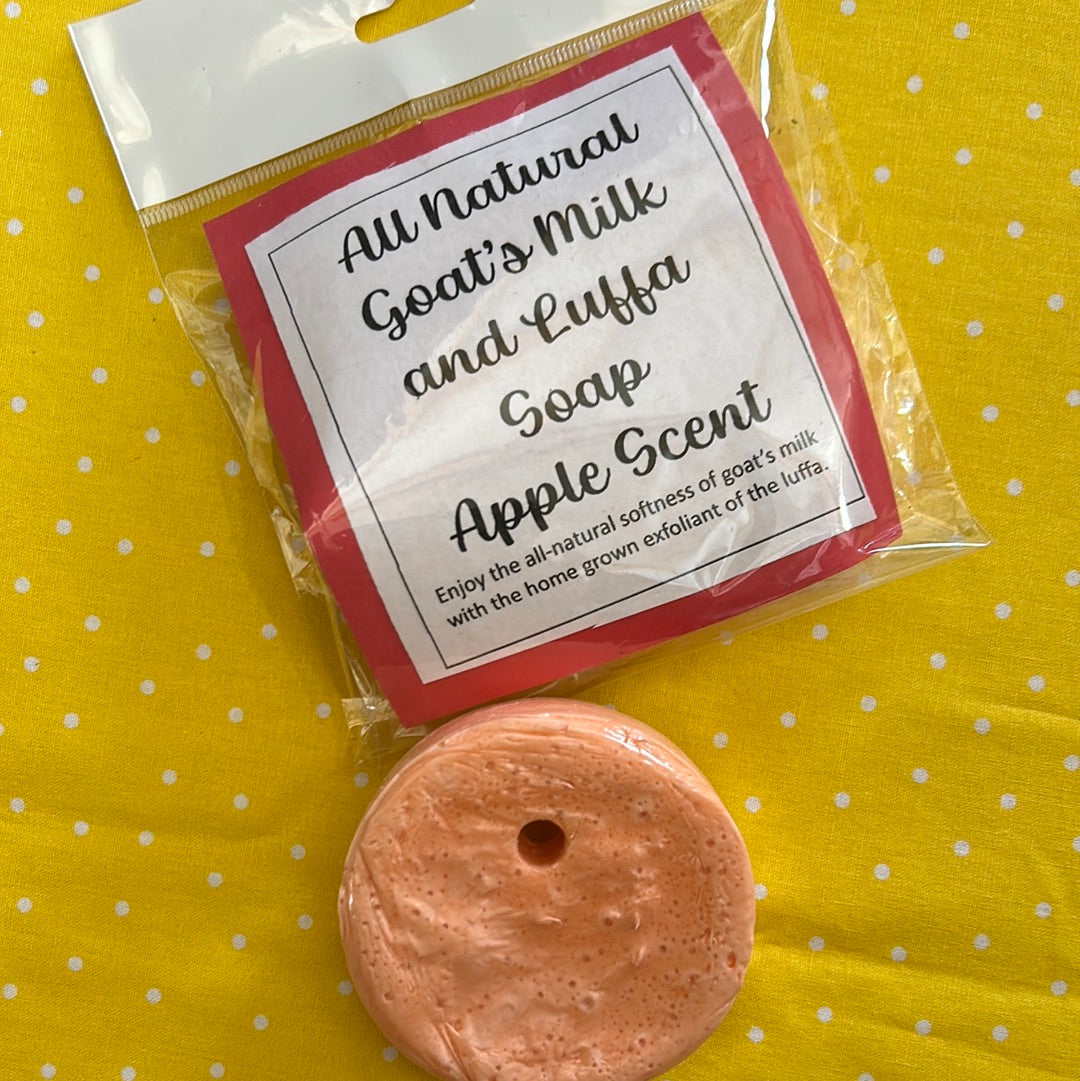 All Natural
Goat's Milk
and Luffa
Soap
Apple Scent
Enjoy the all-natural softness of goat's milk
with the home grown exfoliant of the luffa.